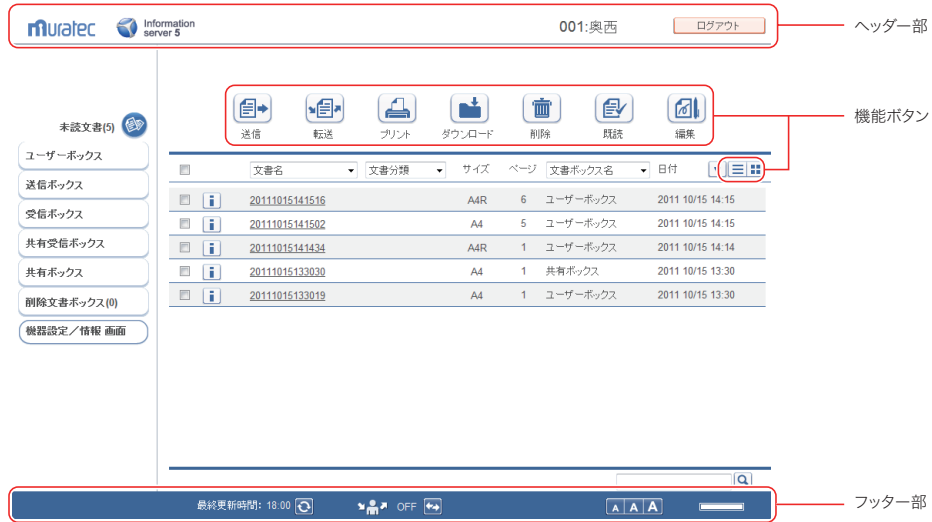 muratec Information server 5 001:奥西 ログアウト
ヘッダー部
送信 転送 プリント ダウンロード 削除 既読 編集
機能ボタン
未読文書(5)
ユーザーボックス
送信ボックス
受信ボックス
共有受信ボックス
共有ボックス
削除文書ボックス(0)
機器設定／情報 画面
文書名 文書分類 サイズ ページ 文書ボックス名 日付
20111015141516 A4R 6 ユーザーボックス 2011 10/15 14:15
20111015141502 A4 5 ユーザーボックス 2011 10/15 14:15
20111015141434 A4R 1 ユーザーボックス 2011 10/15 14:14
20111015133030 A4 1 共有ボックス 2011 10/15 13:30
20111015133019 A4 1 ユーザーボックス 2011 10/15 13:30
最終更新時間: 18:00 OFF A A A
フッター部